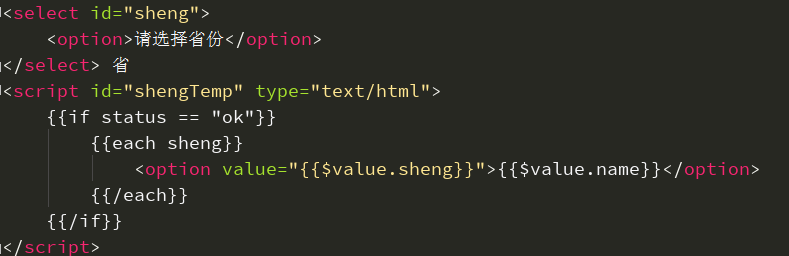 <select id="sheng">
<option>请选择省份</option>
</select> 省
<script id="shengTemp" type="text/html">
{{if status == "ok"}}
{{each sheng}}
<option value="{{$value.sheng}}">{{$value.name}}</option>
{{/each}}
{{/if}}
</script>